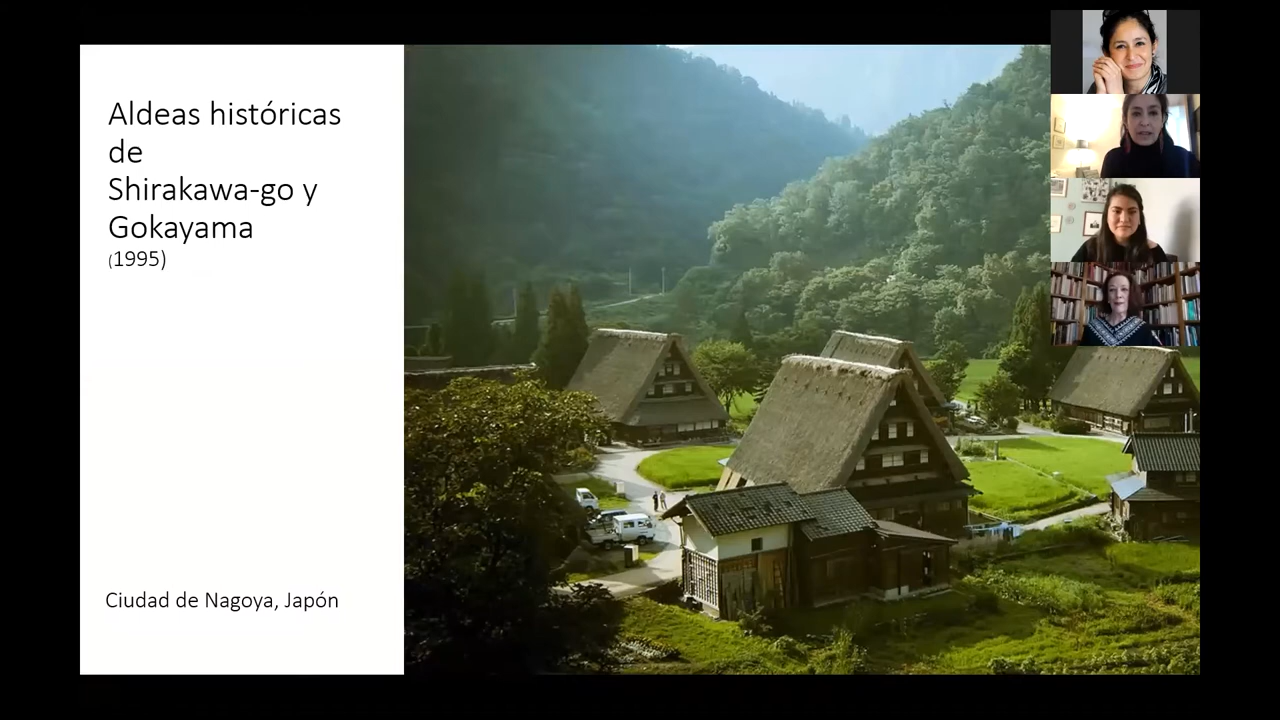 Aldeas históricas
de
Shirakawa-go y
Gokayama
(1995)
Ciudad de Nagoya, Japón